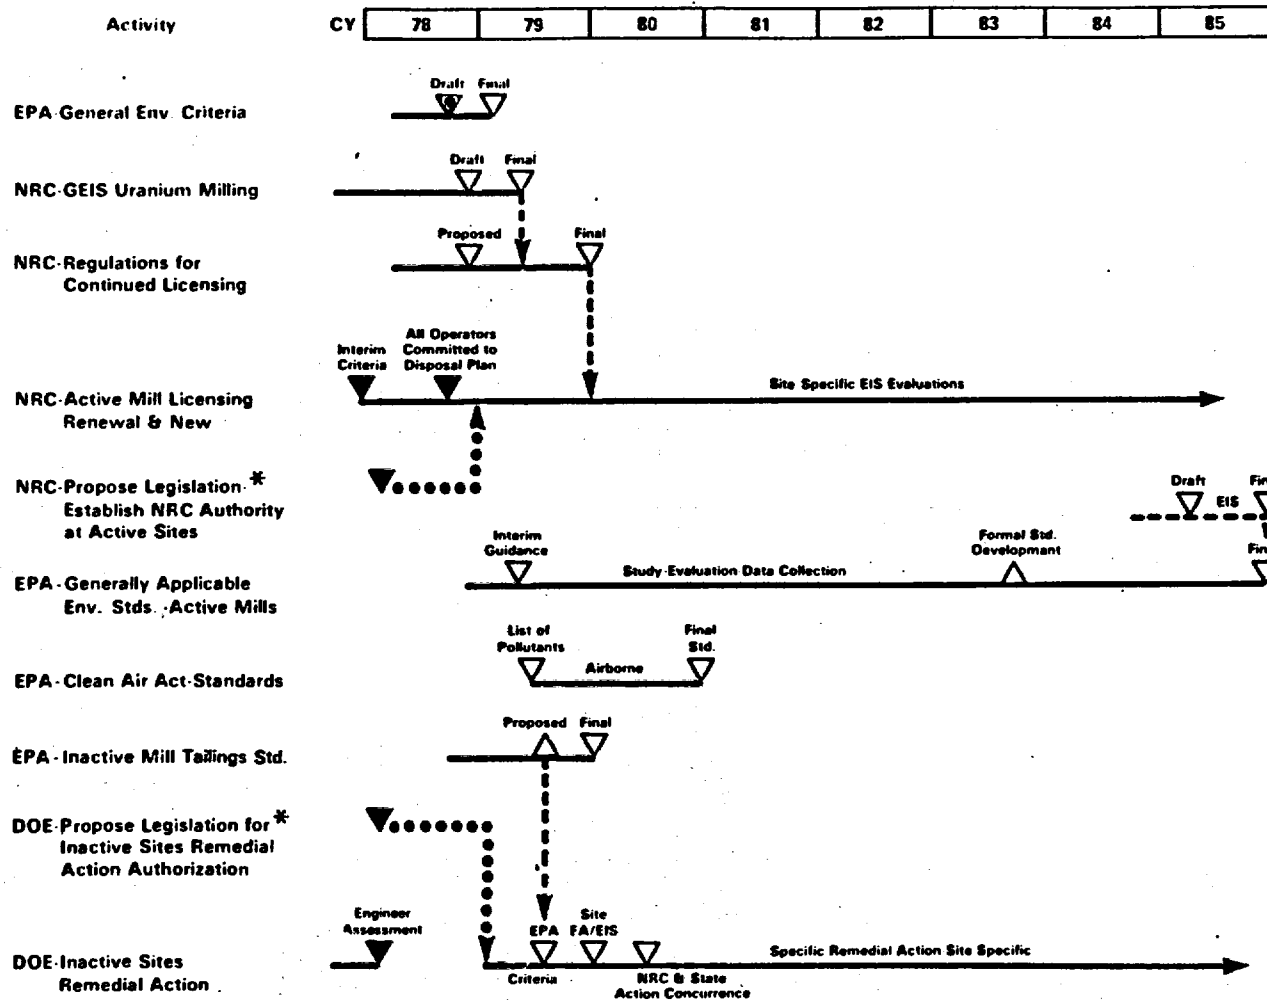 Activity CY 78 79 80 81 82 83 84 85
Draft Final
EPA-General Env. Criteria
Draft Final
NRC-GEIS Uranium Milling
Proposed Final
NRC-Regulations for
Continued Licensing
All Operators
Interim Committed to
Criteria Disposal Plan
Site Specific EIS Evaluations
NRC-Active Mill Licensing
Renewal & New
NRC-Propose Legislation-*
Establish NRC Authority
at Active Sites
Draft
EIS
Interim
Guidance
Formal Std.
Development
Study-Evaluation-Data Collection
EPA-Generally Applicable
Env. Stds.-Active Mills
List of
Pollutants
Final
Std.
Airborne
EPA-Clean Air Act-Standards
Proposed Final
EPA-Inactive Mill Tailings Std.
DOE-Propose Legislation for *
Inactive Sites Remedial
Action Authorization
Engineer
Assessment
Site
EPA EA/EIS
Specific Remedial Action Site Specific
DOE-Inactive Sites
Remedial Action
Criteria NRC & State
Action Concurrence